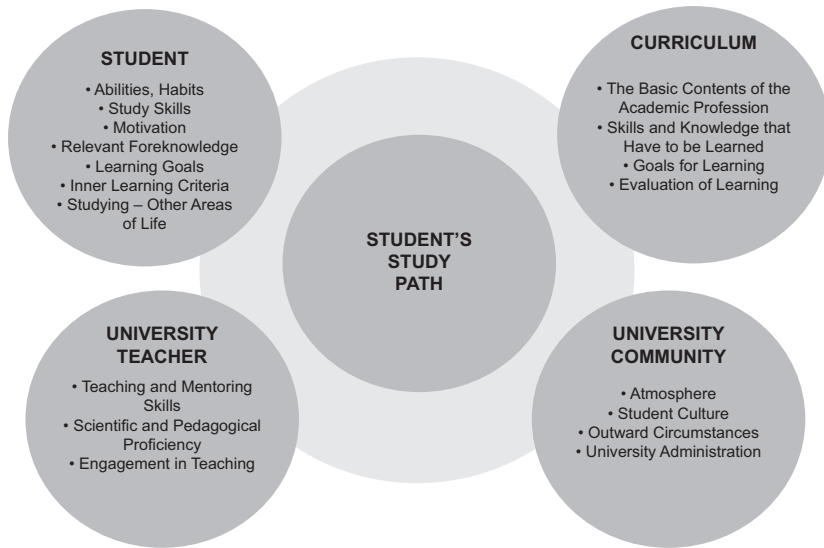 STUDENT
• Abilities, Habits
• Study Skills
• Motivation
• Relevant Foreknowledge
• Learning Goals
• Inner Learning Criteria
• Studying – Other Areas
of Life
CURRICULUM
• The Basic Contents of the
Academic Profession
• Skills and Knowledge that
Have to be Learned
• Goals for Learning
• Evaluation of Learning
STUDENT'S
STUDY
PATH
UNIVERSITY
TEACHER
• Teaching and Mentoring
Skills
• Scientific and Pedagogical
Proficiency
• Engagement in Teaching
UNIVERSITY
COMMUNITY
• Atmosphere
• Student Culture
• Outward Circumstances
• University Administration